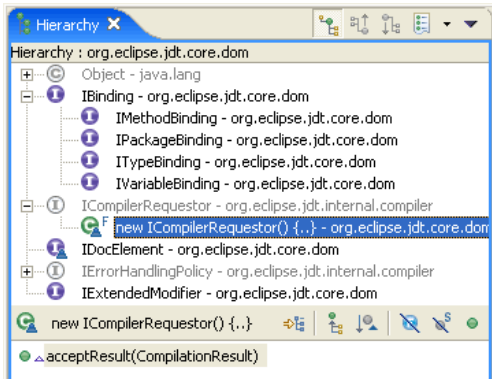 Hierarchy
Hierarchy : org.eclipse.jdt.core.dom
Object - java.lang
IBinding - org.eclipse.jdt.core.dom
IMethodBinding - org.eclipse.jdt.core.dom
IPackageBinding - org.eclipse.jdt.core.dom
ITypeBinding - org.eclipse.jdt.core.dom
IVariableBinding - org.eclipse.jdt.core.dom
ICompilerRequestor - org.eclipse.jdt.internal.compiler
F new ICompilerRequestor() {..} - org.eclipse.jdt.core.dom
IDocElement - org.eclipse.jdt.core.dom
IErrorHandlingPolicy - org.eclipse.jdt.internal.compiler
IExtendedModifier - org.eclipse.jdt.core.dom
new ICompilerRequestor() {..}
acceptResult(CompilationResult)